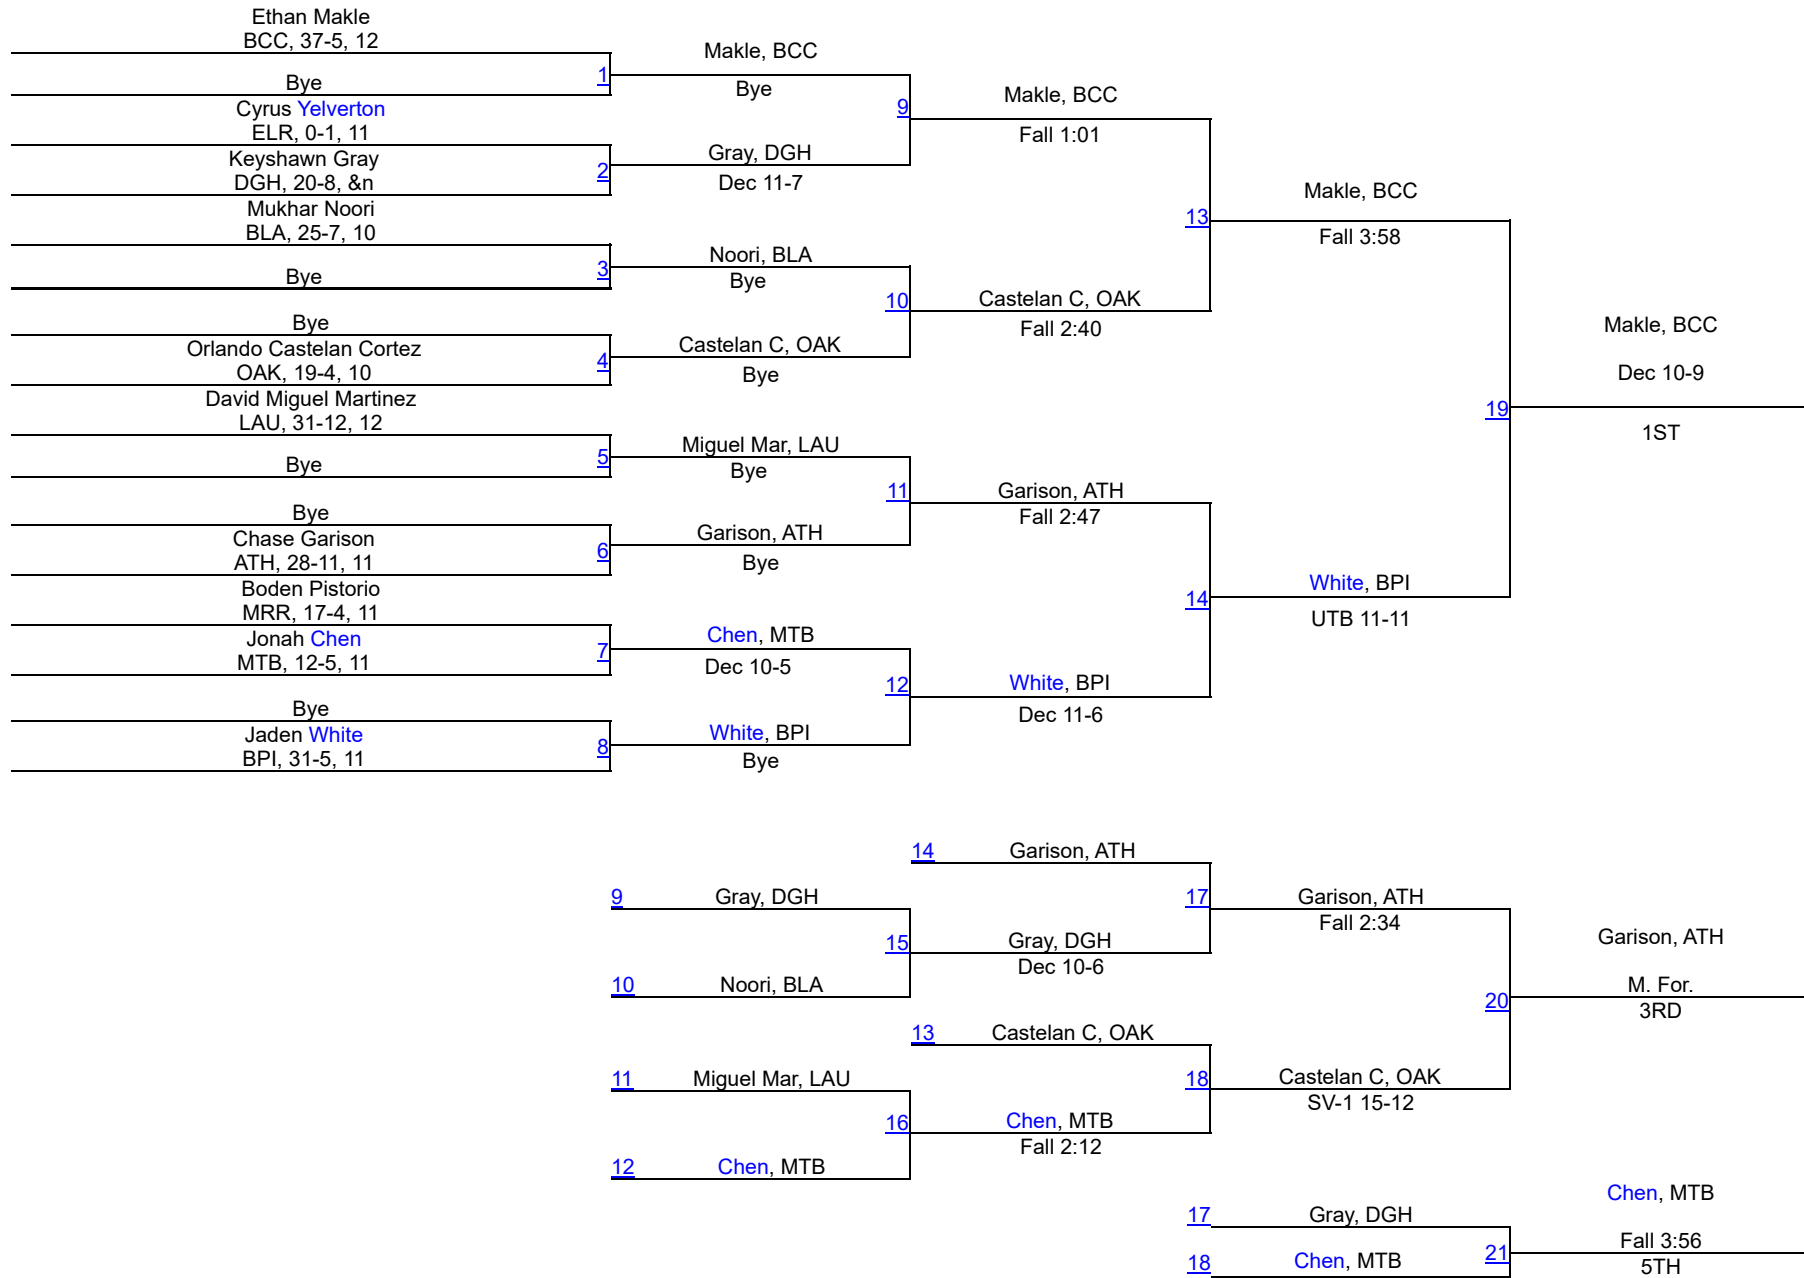 Ethan Makle
BCC, 37-5, 12
Bye
1
Cyrus Yelverton
ELR, 0-1, 11
Keyshawn Gray
DGH, 20-8, &n
2
Mukhar Noori
BLA, 25-7, 10
Bye
3
Bye
Orlando Castelan Cortez
OAK, 19-4, 10
4
David Miguel Martinez
LAU, 31-12, 12
Bye
5
Bye
Chase Garison
ATH, 28-11, 11
6
Boden Pistorio
MRR, 17-4, 11
Jonah Chen
MTB, 12-5, 11
7
Bye
Jaden White
BPI, 31-5, 11
8
Makle, BCC
Bye
9
Gray, DGH
Dec 11-7
Noori, BLA
Bye
10
Castelan C, OAK
Bye
Miguel Mar, LAU
Bye
11
Garison, ATH
Bye
Chen, MTB
Dec 10-5
12
White, BPI
Bye
Makle, BCC
Fall 1:01
13
Castelan C, OAK
Fall 2:40
Garison, ATH
Fall 2:47
14
White, BPI
Dec 11-6
Makle, BCC
Fall 3:58
19
White, BPI
UTB 11-11
Makle, BCC
Dec 10-9
1ST
9 Gray, DGH
15
10 Noori, BLA
11 Miguel Mar, LAU
16
12 Chen, MTB
14 Garison, ATH
17
Gray, DGH
Dec 10-6
13 Castelan C, OAK
18
Chen, MTB
Fall 2:12
Garison, ATH
Fall 2:34
20
Castelan C, OAK
SV-1 15-12
Garison, ATH
M. For.
3RD
17 Gray, DGH
21
18 Chen, MTB
Chen, MTB
Fall 3:56
5TH